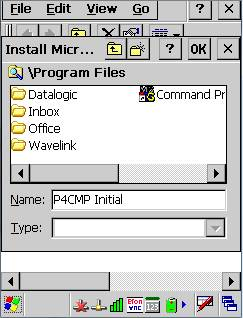 File Edit View Go
Install Micr... ? OK ×
\Program Files
Datalogic
Command Pr
Inbox
Office
Wavelink
Name: P4CMP Initial
Type:
Efon
VNC
123